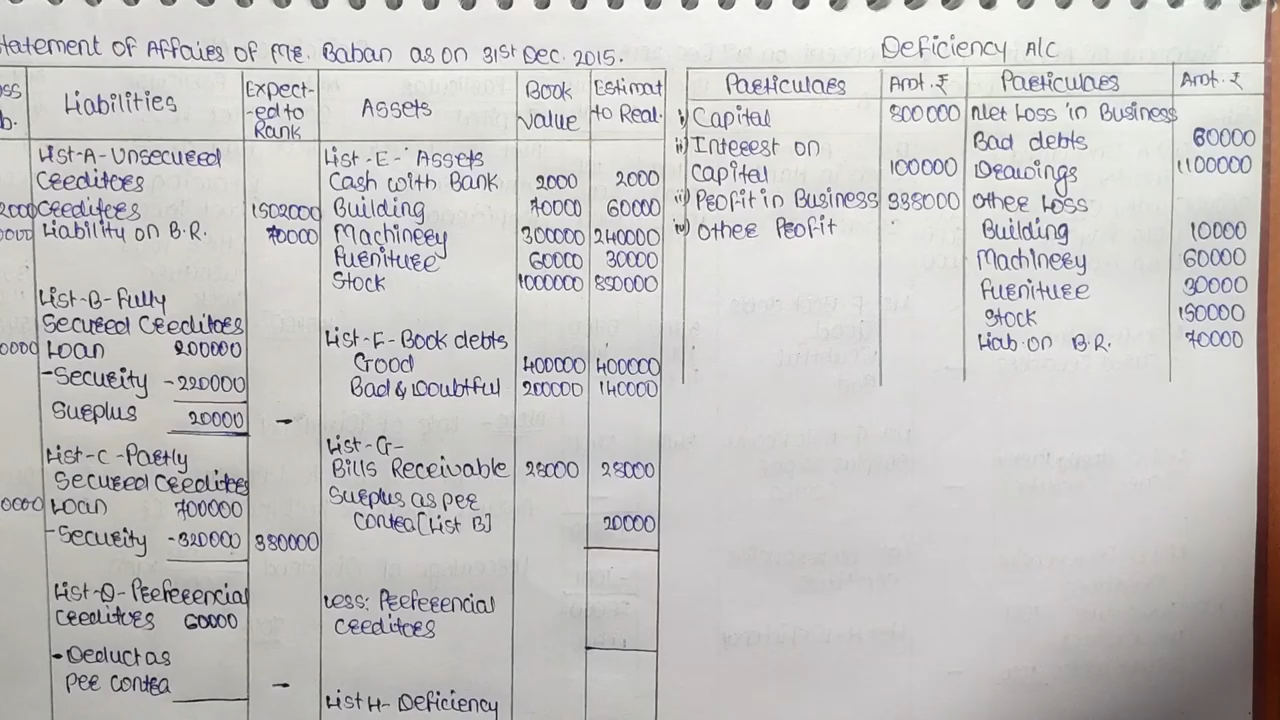 Statement of Affairs of Mr. Baban as on 31st Dec. 2015.
Liabilities
Expect-
-ed to
Rank
Assets
Book
Value
Estimat
to Real.
List-A-Unsecured
Creditors
Creditors 1502000
Liability on B.R. 70000
List-B-Fully
Secured Creditors
Loan 200000
-Security -220000
Surplus 20000 -
List-C-Partly
Secured Creditors
Loan 700000
-Security -320000 380000
List-D-Preferencial
Creditors 60000
-Deduct as
per contra -
List-E-Assets
Cash with Bank 2000 2000
Building 70000 60000
Machinery 300000 240000
Furniture 60000 30000
Stock 1000000 850000
List-F-Book debts
Good 400000 400000
Bad & Doubtful 200000 140000
List-G-
Bills Receivable 28000 28000
Surplus as per
contra [List B] 20000
Less: Preferencial
Creditors
List H- Deficiency
Deficiency A/c
Particulars Amt. ₹ Particulars Amt. ₹
i) Capital 800000
ii) Interest on
Capital 100000
iii) Profit in Business 338000
iv) Other Profit
Net Loss in Business
Bad debts 60000
Drawings 1100000
Other Loss
Building 10000
Machinery 60000
Furniture 30000
Stock 150000
Liab. on B.R. 70000